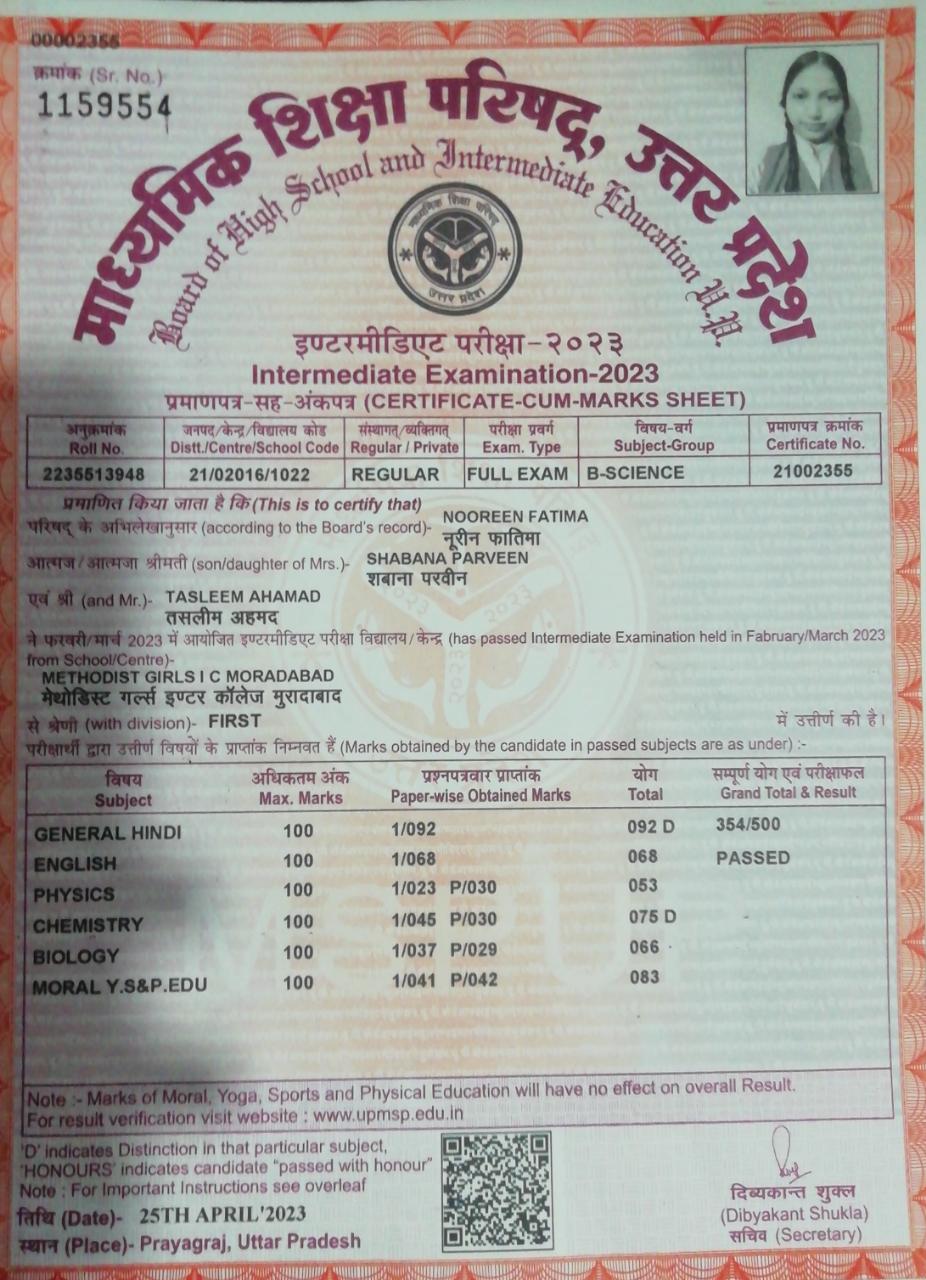 00002355
क्रमांक (Sr. No.)
1159554
माध्यमिक शिक्षा परिषद्, उत्तर प्रदेश
Board of High School and Intermediate Education U.P.
माध्यमिक शिक्षा परिषद
उत्तर प्रदेश
इण्टरमीडिएट परीक्षा-२०२३
Intermediate Examination-2023
प्रमाणपत्र-सह-अंकपत्र (CERTIFICATE-CUM-MARKS SHEET)
अनुक्रमांक जनपद/केन्द्र/विद्यालय कोड संस्थागत/व्यक्तिगत परीक्षा प्रवर्ग विषय-वर्ग प्रमाणपत्र क्रमांक
Roll No. Distt./Centre/School Code Regular / Private Exam. Type Subject-Group Certificate No.
2235513948 21/02016/1022 REGULAR FULL EXAM B-SCIENCE 21002355
प्रमाणित किया जाता है कि (This is to certify that)
परिषद् के अभिलेखानुसार (according to the Board's record)- NOOREEN FATIMA
नूरीन फातिमा
आत्मज/आत्मजा श्रीमती (son/daughter of Mrs.)- SHABANA PARVEEN
शबाना परवीन
एवं श्री (and Mr.)- TASLEEM AHAMAD
तसलीम अहमद
ने फरवरी/मार्च 2023 में आयोजित इण्टरमीडिएट परीक्षा विद्यालय/केन्द्र (has passed Intermediate Examination held in Fabruary/March 2023
from School/Centre)-
METHODIST GIRLS I C MORADABAD
मेथोडिस्ट गर्ल्स इण्टर कॉलेज मुरादाबाद
से श्रेणी (with division)- FIRST में उत्तीर्ण की है।
परीक्षार्थी द्वारा उत्तीर्ण विषयों के प्राप्तांक निम्नवत हैं (Marks obtained by the candidate in passed subjects are as under) :-
विषय अधिकतम अंक प्रश्नपत्रवार प्राप्तांक योग सम्पूर्ण योग एवं परीक्षाफल
Subject Max. Marks Paper-wise Obtained Marks Total Grand Total & Result
GENERAL HINDI 100 1/092 092 D 354/500
ENGLISH 100 1/068 068 PASSED
PHYSICS 100 1/023 P/030 053
CHEMISTRY 100 1/045 P/030 075 D
BIOLOGY 100 1/037 P/029 066
MORAL Y.S&P.EDU 100 1/041 P/042 083
Note :- Marks of Moral, Yoga, Sports and Physical Education will have no effect on overall Result.
For result verification visit website : www.upmsp.edu.in
'D' indicates Distinction in that particular subject,
'HONOURS' indicates candidate "passed with honour"
Note : For Important Instructions see overleaf
तिथि (Date)- 25TH APRIL'2023
स्थान (Place)- Prayagraj, Uttar Pradesh
दिब्यकान्त शुक्ल
(Dibyakant Shukla)
सचिव (Secretary)